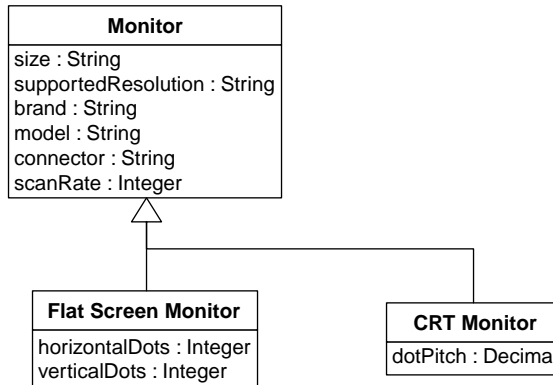 Monitor
size : String
supportedResolution : String
brand : String
model : String
connector : String
scanRate : Integer
Flat Screen Monitor
horizontalDots : Integer
verticalDots : Integer
CRT Monitor
dotPitch : Decima